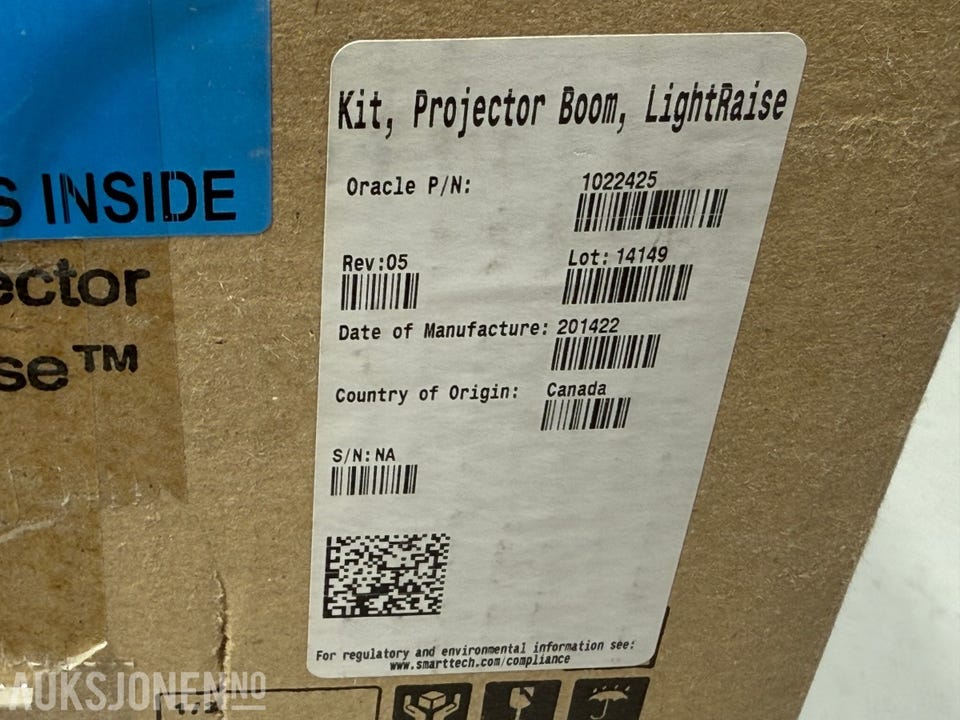 S INSIDE
ector
se™
Kit, Projector Boom, LightRaise
Oracle P/N: 1022425
Rev:05 Lot: 14149
Date of Manufacture: 201422
Country of Origin: Canada
S/N:NA
For regulatory and environmental information see:
www.smarttech.com/compliance
AUKSJONEN.NO